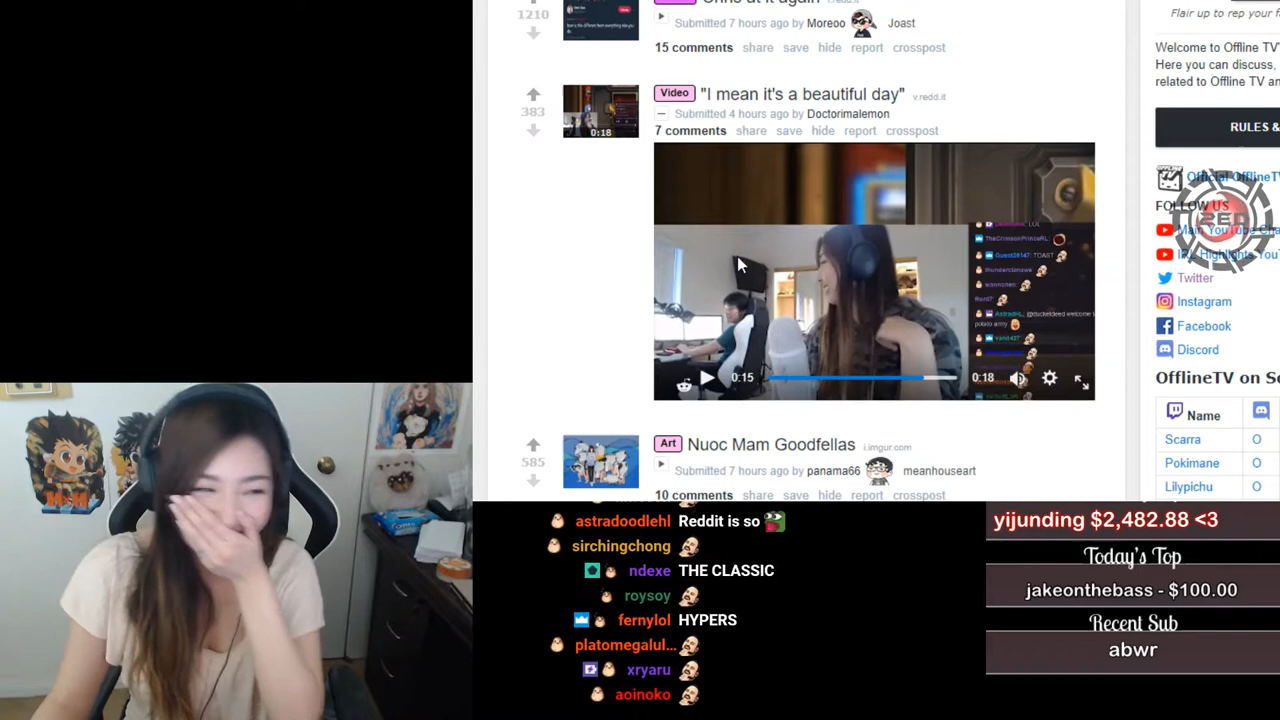 1210
Submitted 7 hours ago by Moreoo Joast
15 comments share save hide report crosspost
383
0:18
Video "I mean it's a beautiful day" v.redd.it
Submitted 4 hours ago by Doctorimalemon
7 comments share save hide report crosspost
TheCrimsonPrinceRL:
Guest28147: TOAST
0:15
0:18
585
Art Nuoc Mam Goodfellas i.imgur.com
Submitted 7 hours ago by panama66 meanhouseart
10 comments share save hide report crosspost
Flair up to rep your f
Welcome to Offline TV
Here you can discuss,
related to Offline TV an
RULES &
Official OfflineTV
FOLLOW US
Twitter
Instagram
Facebook
Discord
OfflineTV on So
Name
Scarra O
Pokimane O
Lilypichu O
astradoodlehl Reddit is so
sirchingchong
ndexe THE CLASSIC
roysoy
fernylol HYPERS
platomegalul...
xryaru
aoinoko
yijunding $2,482.88 <3
Today's Top
jakeonthebass - $100.00
Recent Sub
abwr